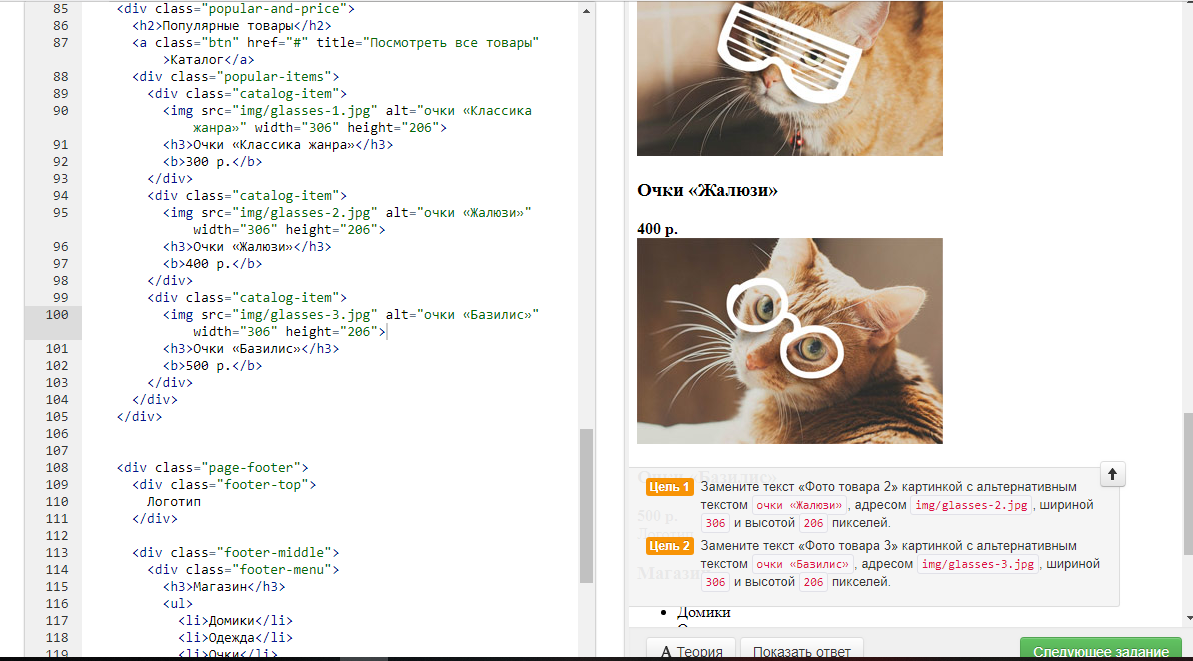 85 <div class="popular-and-price">
86 <h2>Популярные товары</h2>
87 <a class="btn" href="#" title="Посмотреть все товары"
>Каталог</a>
88 <div class="popular-items">
89 <div class="catalog-item">
90 <img src="img/glasses-1.jpg" alt="очки «Классика
жанра»" width="306" height="206">
91 <h3>Очки «Классика жанра»</h3>
92 <b>300 р.</b>
93 </div>
94 <div class="catalog-item">
95 <img src="img/glasses-2.jpg" alt="очки «Жалюзи»"
width="306" height="206">
96 <h3>Очки «Жалюзи»</h3>
97 <b>400 р.</b>
98 </div>
99 <div class="catalog-item">
100 <img src="img/glasses-3.jpg" alt="очки «Базилис»"
width="306" height="206">
101 <h3>Очки «Базилис»</h3>
102 <b>500 р.</b>
103 </div>
104 </div>
105 </div>
106
107
108 <div class="page-footer">
109 <div class="footer-top">
110 Логотип
111 </div>
112
113 <div class="footer-middle">
114 <div class="footer-menu">
115 <h3>Магазин</h3>
116 <ul>
117 <li>Домики</li>
118 <li>Одежда</li>
119 <li>Очки</li>
Очки «Жалюзи»
400 р.
Очки «Базилис»
500 р.
Цель 1 Замените текст «Фото товара 2» картинкой с альтернативным
текстом очки «Жалюзи», адресом img/glasses-2.jpg, шириной
306 и высотой 206 пикселей.
Цель 2 Замените текст «Фото товара 3» картинкой с альтернативным
текстом очки «Базилис», адресом img/glasses-3.jpg, шириной
306 и высотой 206 пикселей.
Магазин
• Домики
А Теория
Показать ответ
Следующее задание